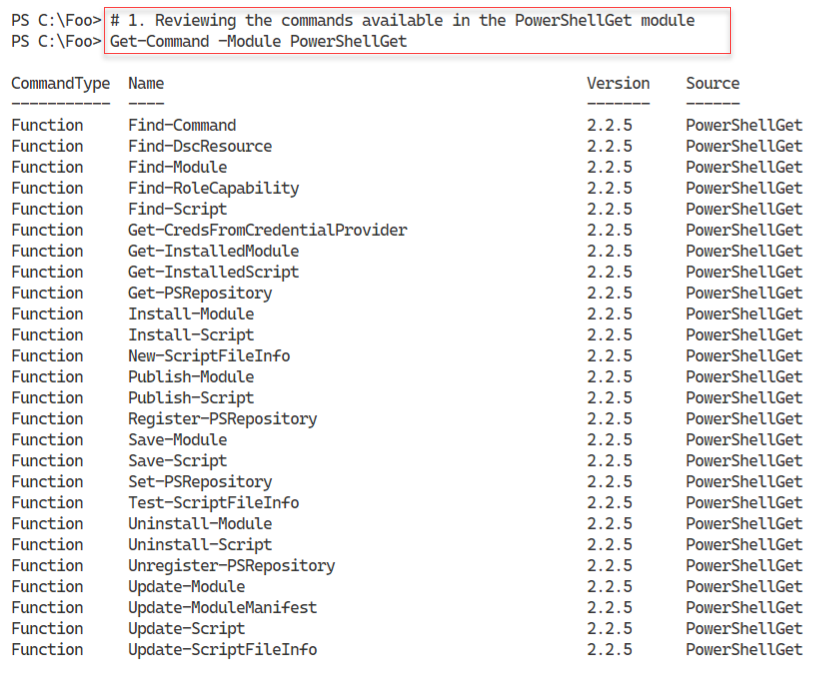 PS C:\Foo> # 1. Reviewing the commands available in the PowerShellGet module
PS C:\Foo> Get-Command -Module PowerShellGet
CommandType Name Version Source
----------- ---- ------- ------
Function Find-Command 2.2.5 PowerShellGet
Function Find-DscResource 2.2.5 PowerShellGet
Function Find-Module 2.2.5 PowerShellGet
Function Find-RoleCapability 2.2.5 PowerShellGet
Function Find-Script 2.2.5 PowerShellGet
Function Get-CredsFromCredentialProvider 2.2.5 PowerShellGet
Function Get-InstalledModule 2.2.5 PowerShellGet
Function Get-InstalledScript 2.2.5 PowerShellGet
Function Get-PSRepository 2.2.5 PowerShellGet
Function Install-Module 2.2.5 PowerShellGet
Function Install-Script 2.2.5 PowerShellGet
Function New-ScriptFileInfo 2.2.5 PowerShellGet
Function Publish-Module 2.2.5 PowerShellGet
Function Publish-Script 2.2.5 PowerShellGet
Function Register-PSRepository 2.2.5 PowerShellGet
Function Save-Module 2.2.5 PowerShellGet
Function Save-Script 2.2.5 PowerShellGet
Function Set-PSRepository 2.2.5 PowerShellGet
Function Test-ScriptFileInfo 2.2.5 PowerShellGet
Function Uninstall-Module 2.2.5 PowerShellGet
Function Uninstall-Script 2.2.5 PowerShellGet
Function Unregister-PSRepository 2.2.5 PowerShellGet
Function Update-Module 2.2.5 PowerShellGet
Function Update-ModuleManifest 2.2.5 PowerShellGet
Function Update-Script 2.2.5 PowerShellGet
Function Update-ScriptFileInfo 2.2.5 PowerShellGet